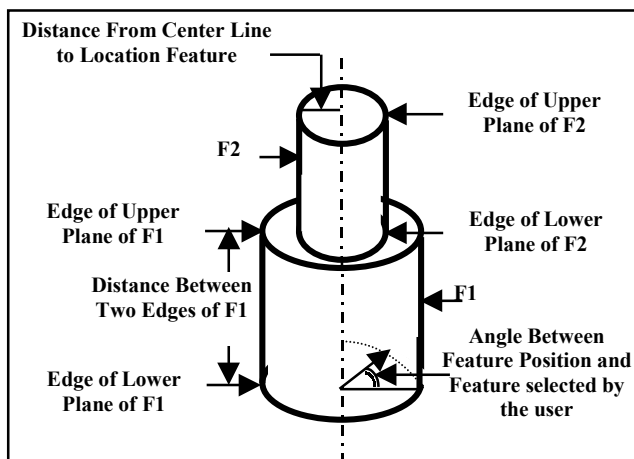 Distance From Center Line
to Location Feature
Edge of Upper
Plane of F2
F2
Edge of Upper
Plane of F1
Edge of Lower
Plane of F2
Distance Between
Two Edges of F1
F1
Angle Between
Feature Position and
Feature selected by
the user
Edge of Lower
Plane of F1